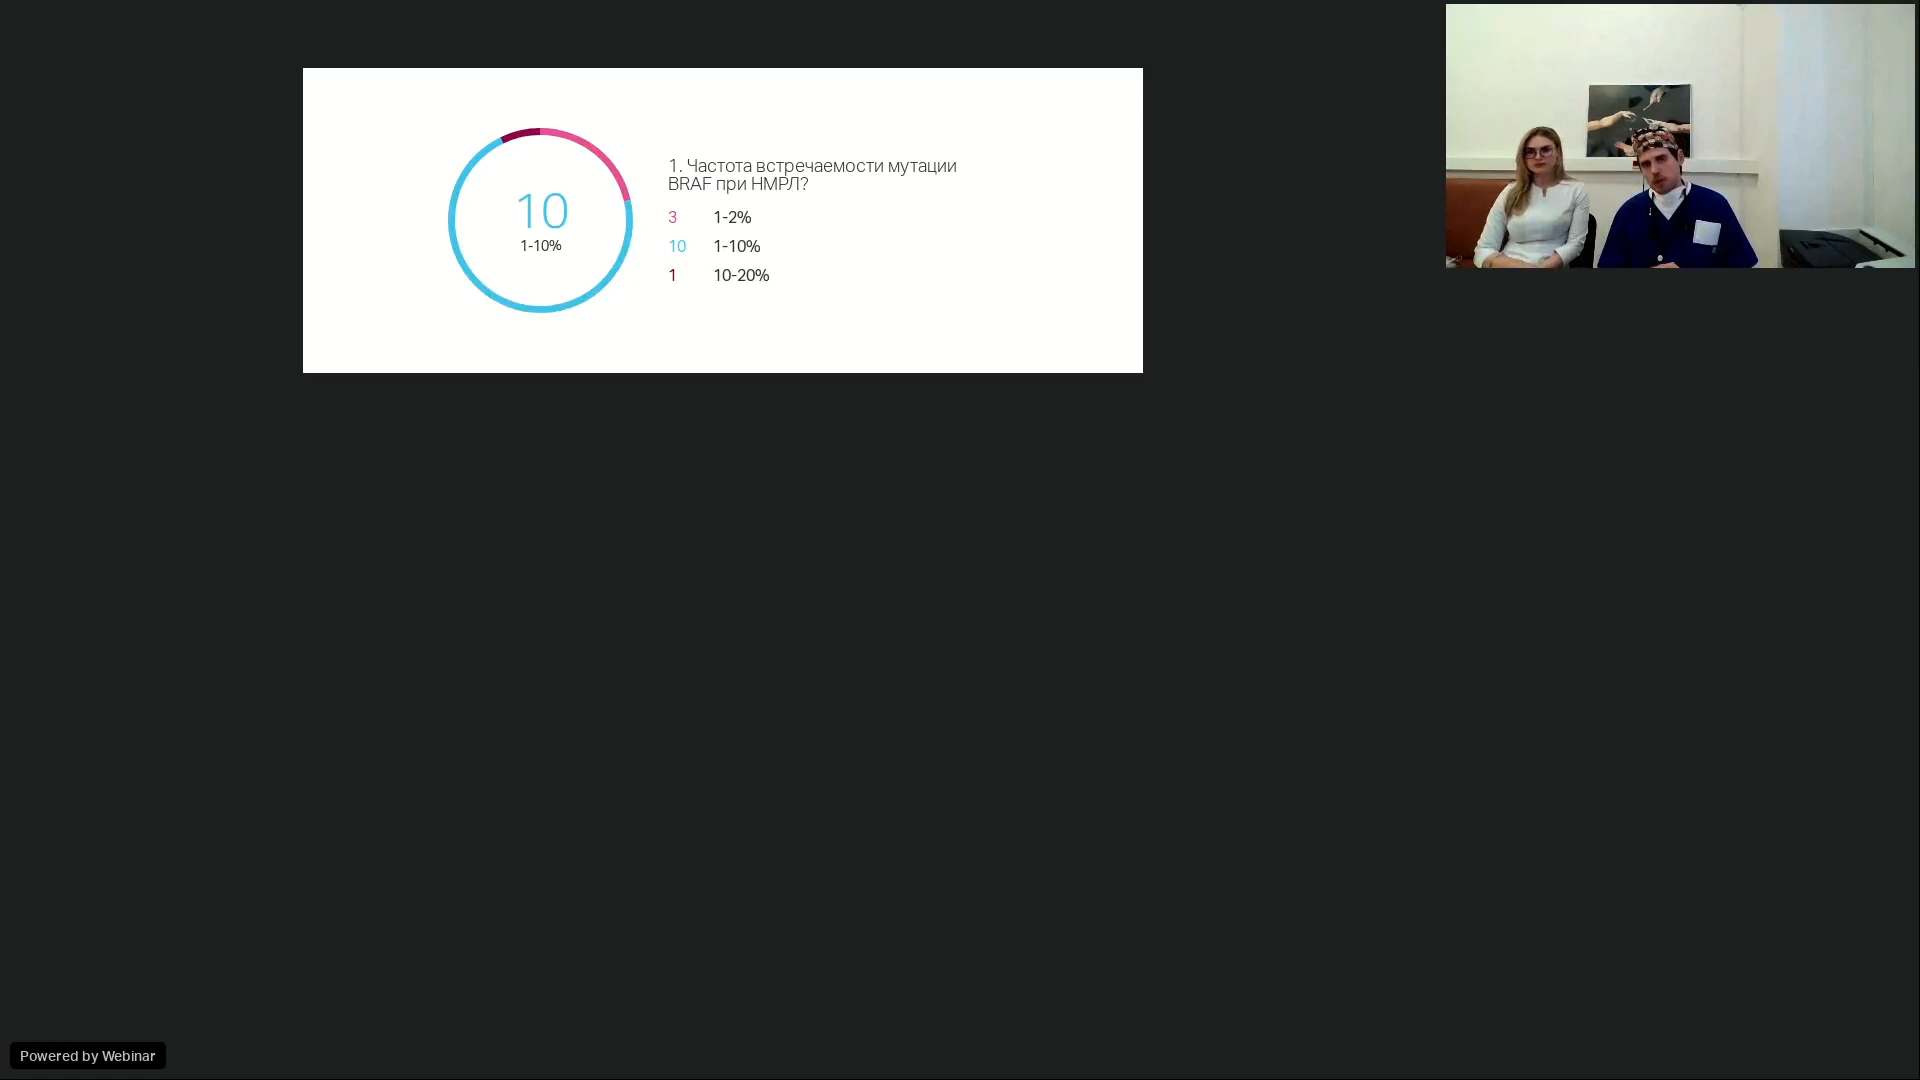 10
1-10%
1. Частота встречаемости мутации
BRAF при НМРЛ?
3 1-2%
10 1-10%
1 10-20%
Powered by Webinar